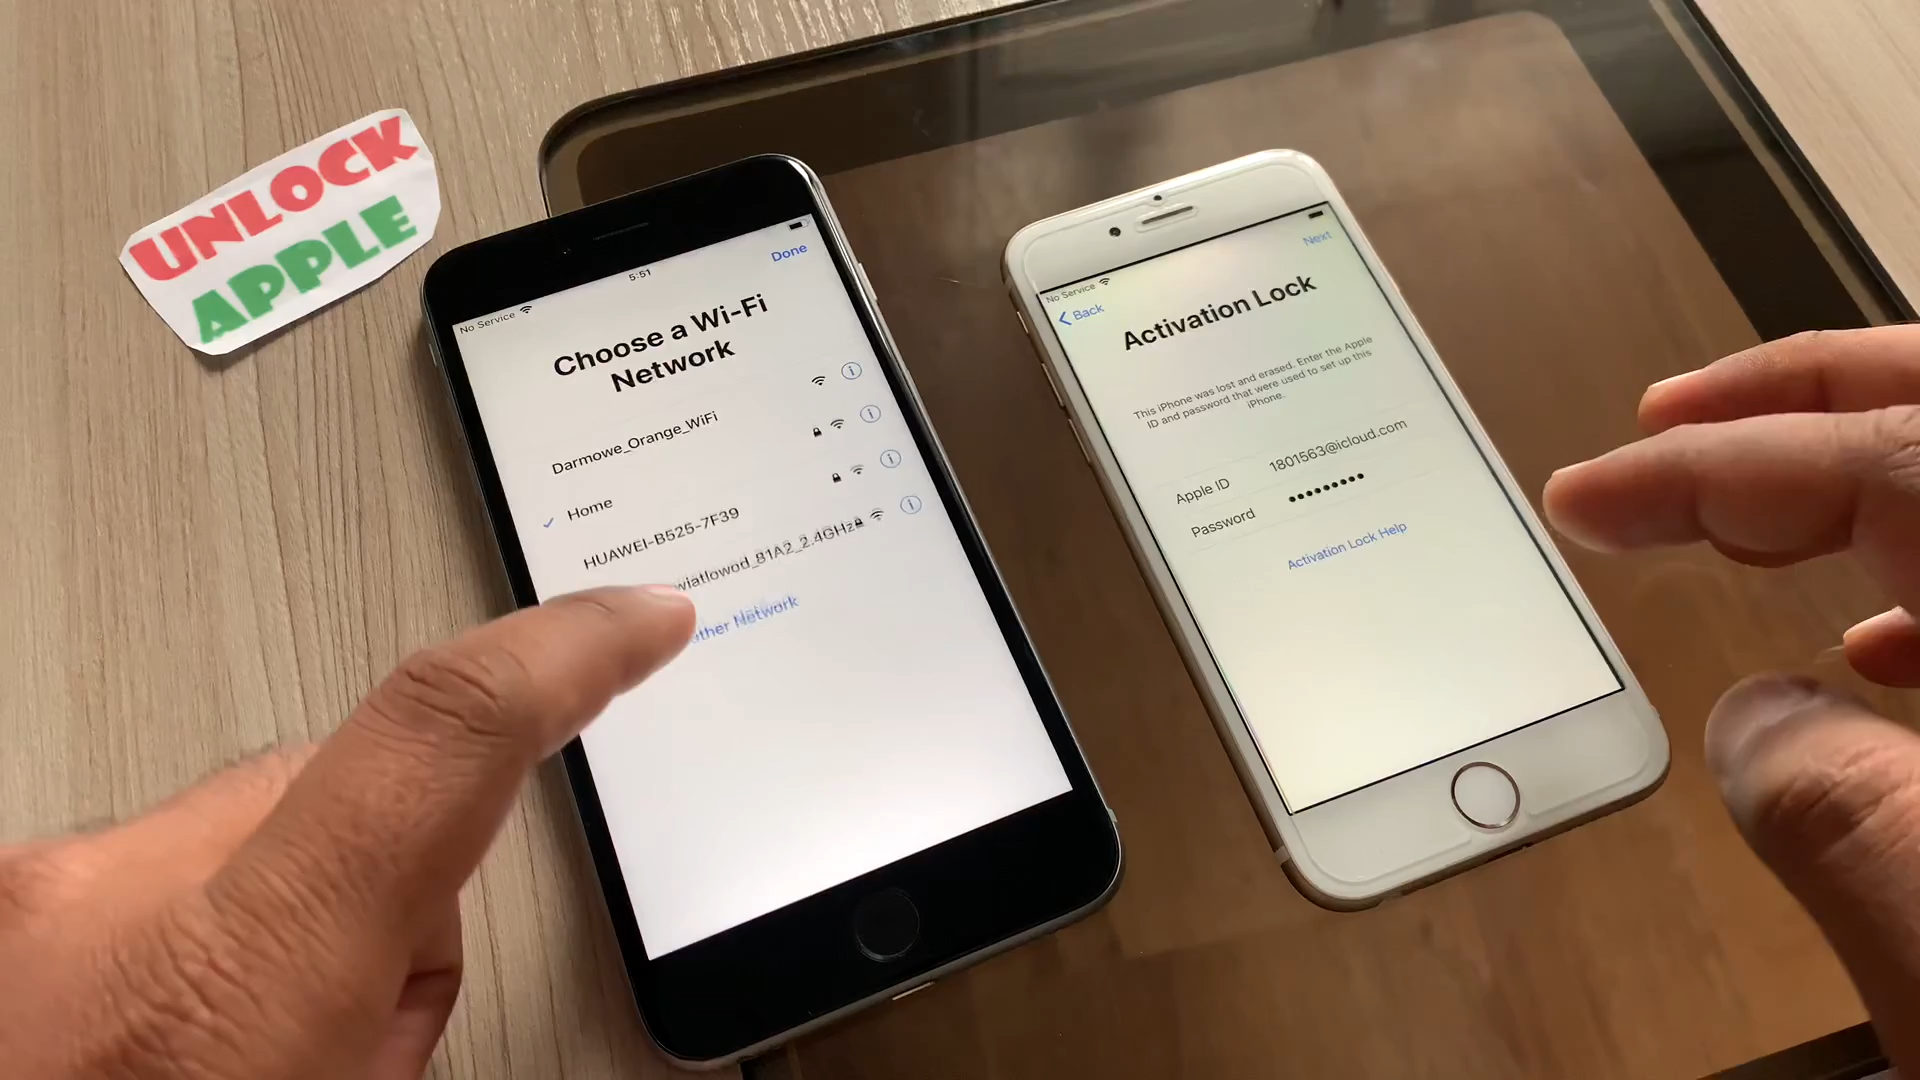 UNLOCK
APPLE
No Service
5:51
Done
Choose a Wi-Fi
Network
Darmowe_Orange_WiFi
Home
HUAWEI-B525-7F39
wiatlowod_81A2_2.4GHz
other Network
No Service
Back
Next
Activation Lock
This iPhone was lost and erased. Enter the Apple
ID and password that were used to set up this
iPhone.
Apple ID 1801563@icloud.com
Password •••••••••
Activation Lock Help